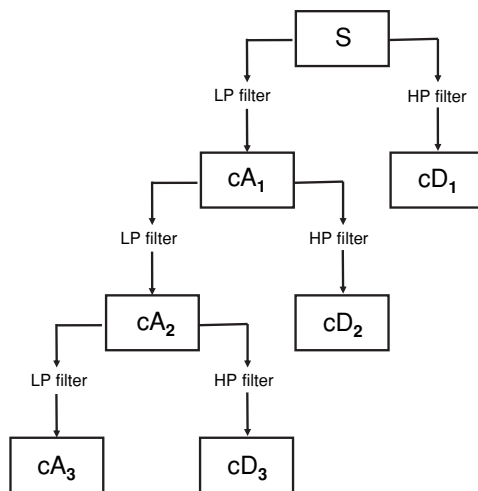 S
LP filter
HP filter
cA1
cD1
LP filter
HP filter
cA2
cD2
LP filter
HP filter
cA3
cD3